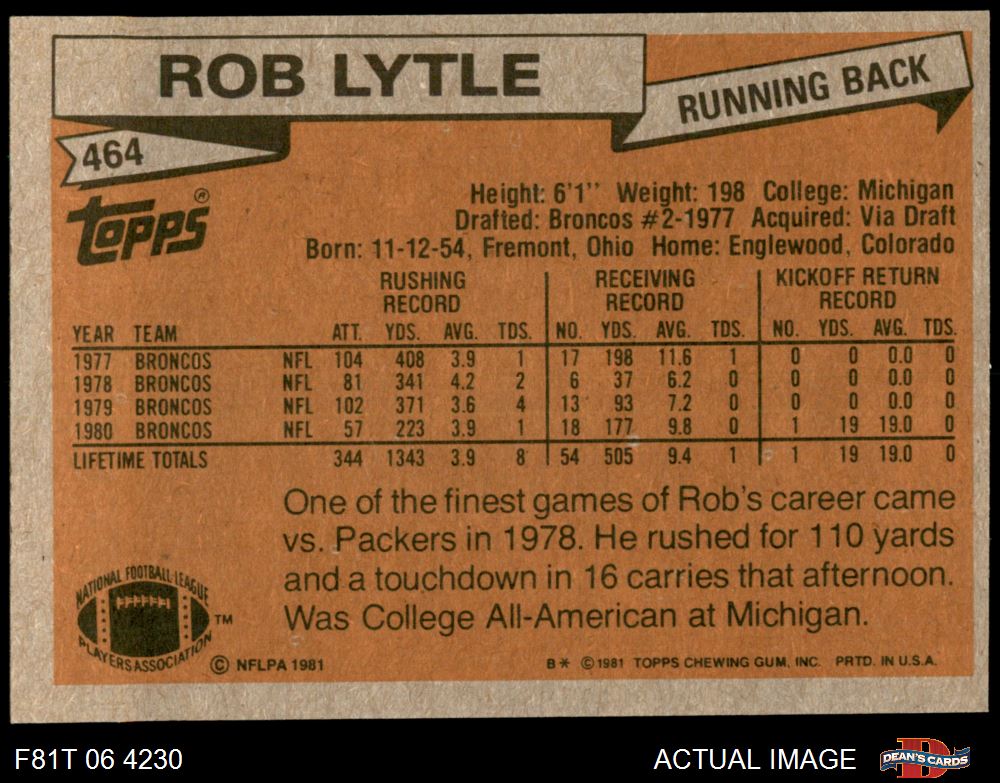 ROB LYTLE
RUNNING BACK
464
TOPPS ®
Height: 6'1" Weight: 198 College: Michigan
Drafted: Broncos #2-1977 Acquired: Via Draft
Born: 11-12-54, Fremont, Ohio Home: Englewood, Colorado
RUSHING RECORD RECEIVING RECORD KICKOFF RETURN RECORD
YEAR TEAM ATT. YDS. AVG. TDS. NO. YDS. AVG. TDS. NO. YDS. AVG. TDS.
1977 BRONCOS NFL 104 408 3.9 1 17 198 11.6 1 0 0 0.0 0
1978 BRONCOS NFL 81 341 4.2 2 6 37 6.2 0 0 0 0.0 0
1979 BRONCOS NFL 102 371 3.6 4 13 93 7.2 0 0 0 0.0 0
1980 BRONCOS NFL 57 223 3.9 1 18 177 9.8 0 1 19 19.0 0
LIFETIME TOTALS 344 1343 3.9 8 54 505 9.4 1 1 19 19.0 0
One of the finest games of Rob's career came
vs. Packers in 1978. He rushed for 110 yards
and a touchdown in 16 carries that afternoon.
Was College All-American at Michigan.
NATIONAL FOOTBALL LEAGUE
PLAYERS ASSOCIATION
TM
© NFLPA 1981
B* © 1981 TOPPS CHEWING GUM, INC. PRTD. IN U.S.A.
F81T 06 4230
ACTUAL IMAGE
D
DEAN'S CARDS